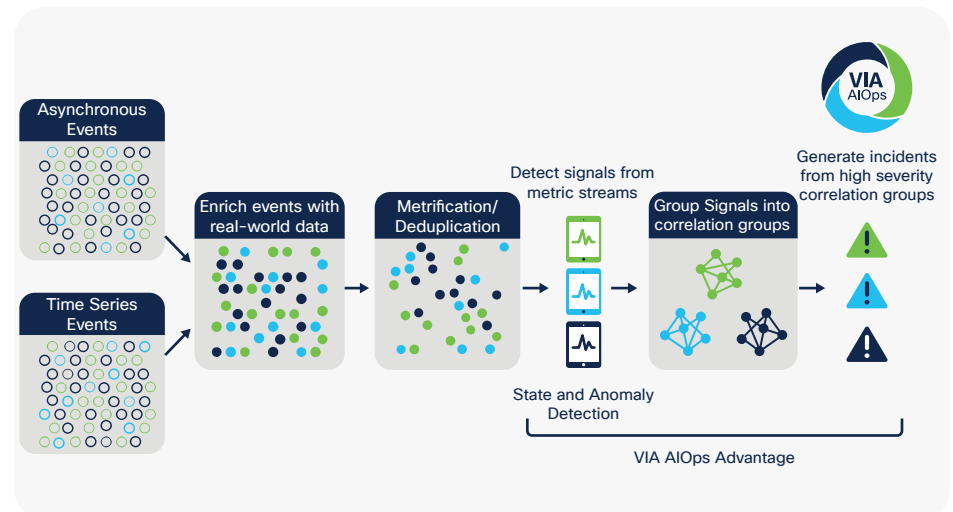 VIA
AIOps
Asynchronous
Events
Time Series
Events
Enrich events with
real-world data
Metrification/
Deduplication
Detect signals from
metric streams
State and Anomaly
Detection
Group Signals into
correlation groups
Generate incidents
from high severity
correlation groups
VIA AIOps Advantage